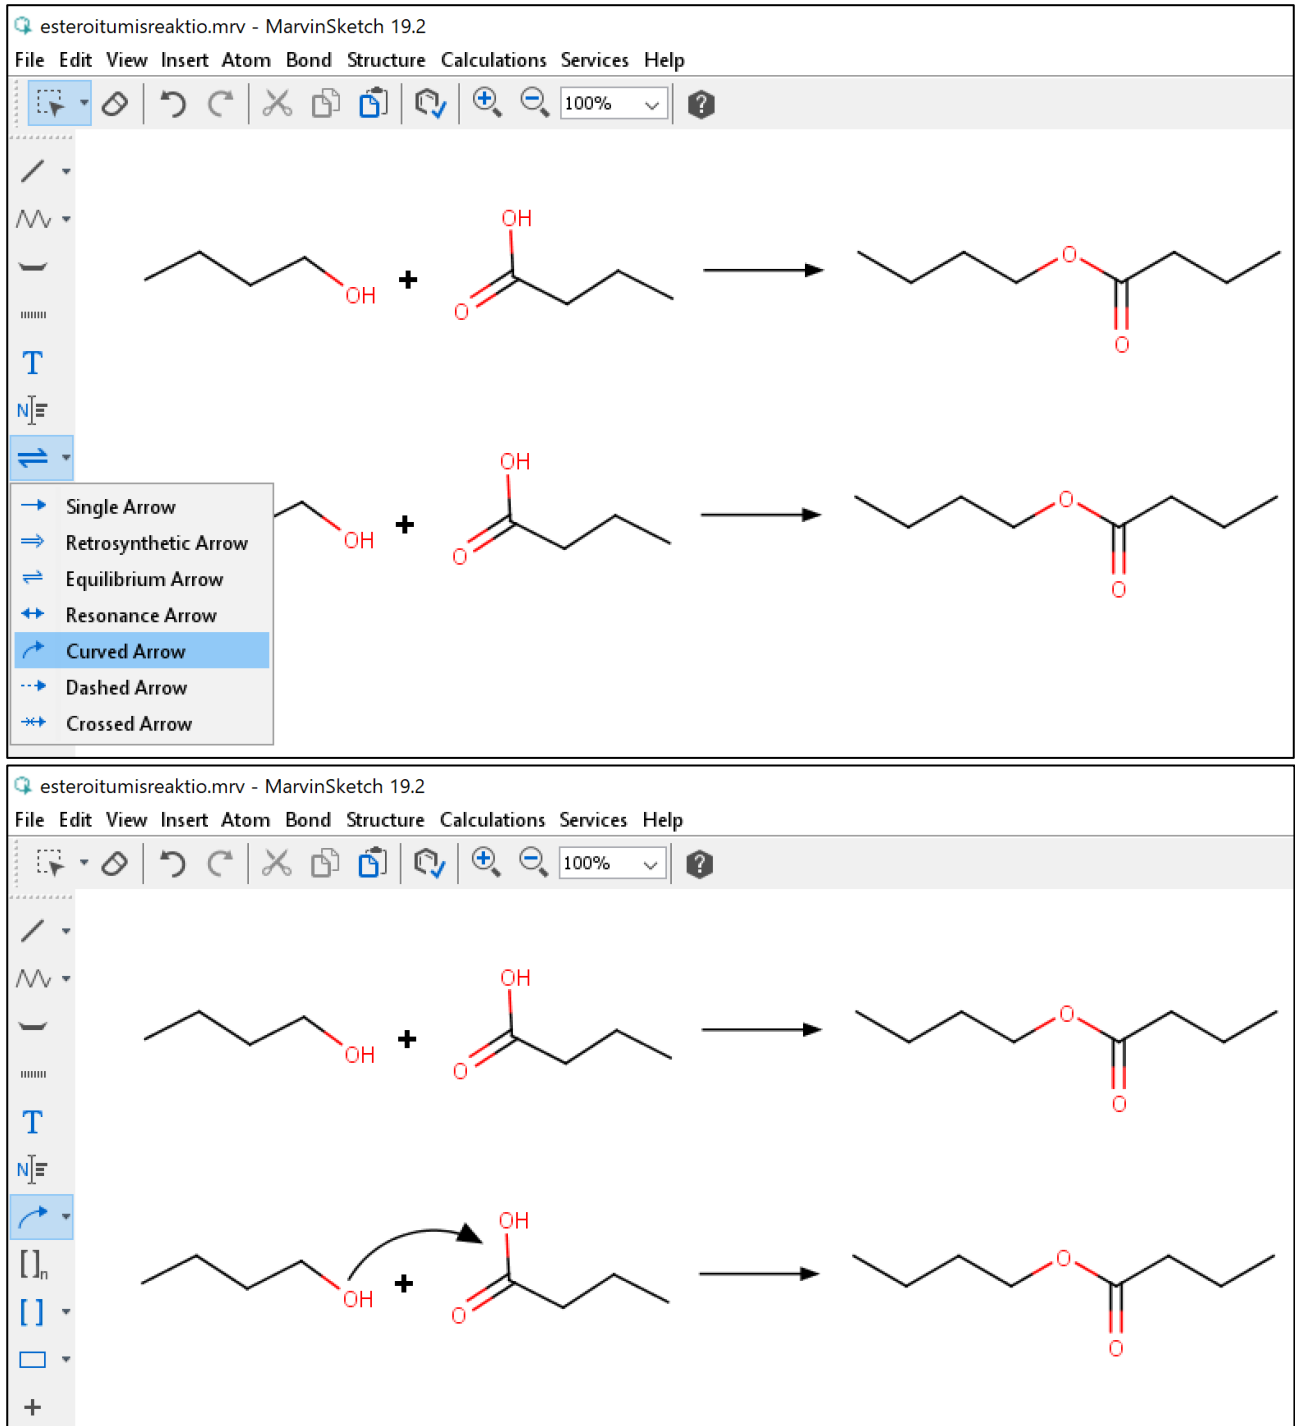 esteroitumisreaktio.mrv - MarvinSketch 19.2
File Edit View Insert Atom Bond Structure Calculations Services Help
100%
OH
O
OH
+
O
O
T
N
OH
O
OH
+
O
O
Single Arrow
Retrosynthetic Arrow
Equilibrium Arrow
Resonance Arrow
Curved Arrow
Dashed Arrow
Crossed Arrow
esteroitumisreaktio.mrv - MarvinSketch 19.2
File Edit View Insert Atom Bond Structure Calculations Services Help
100%
OH
O
OH
+
O
O
T
N
OH
O
OH
+
O
O
[ ]n
[ ]
+